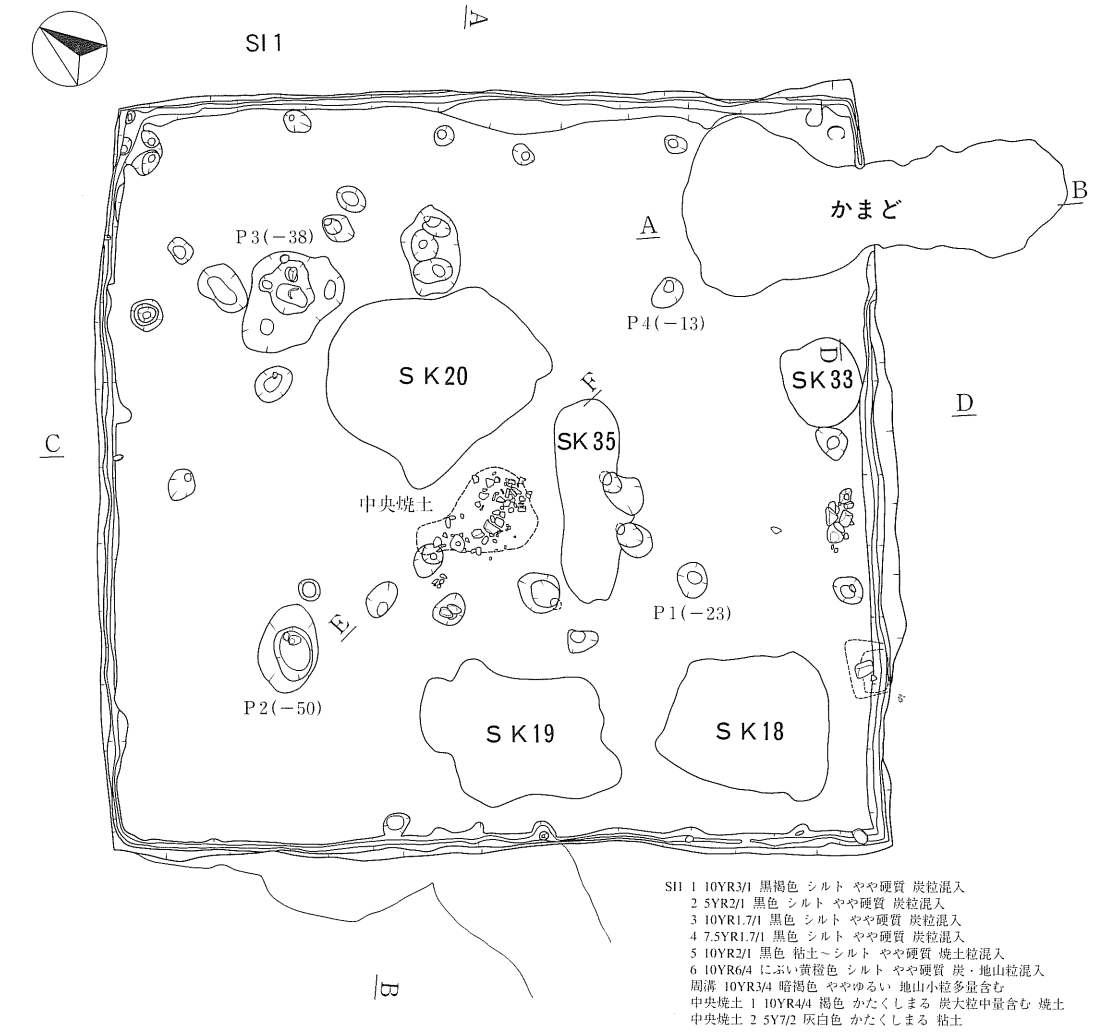 A
SI 1
C
かまど
B
A
P3(-38)
P4(-13)
SK20
D
SK33
F
D
C
SK35
中央焼土
P1(-23)
E
P2(-50)
SK19
SK18
B
SI1 1 10YR3/1 黒褐色 シルト やや硬質 炭粒混入
2 5YR2/1 黒色 シルト やや硬質 炭粒混入
3 10YR1.7/1 黒色 シルト やや硬質 炭粒混入
4 7.5YR1.7/1 黒色 シルト やや硬質 炭粒混入
5 10YR2/1 黒色 粘土~シルト やや硬質 焼土粒混入
6 10YR6/4 にぶい黄橙色 シルト やや硬質 炭・地山粒混入
周溝 10YR3/4 暗褐色 ややゆるい 地山小粒多量含む
中央焼土 1 10YR4/4 褐色 かたくしまる 炭大粒中量含む 焼土
中央焼土 2 5Y7/2 灰白色 かたくしまる 粘土